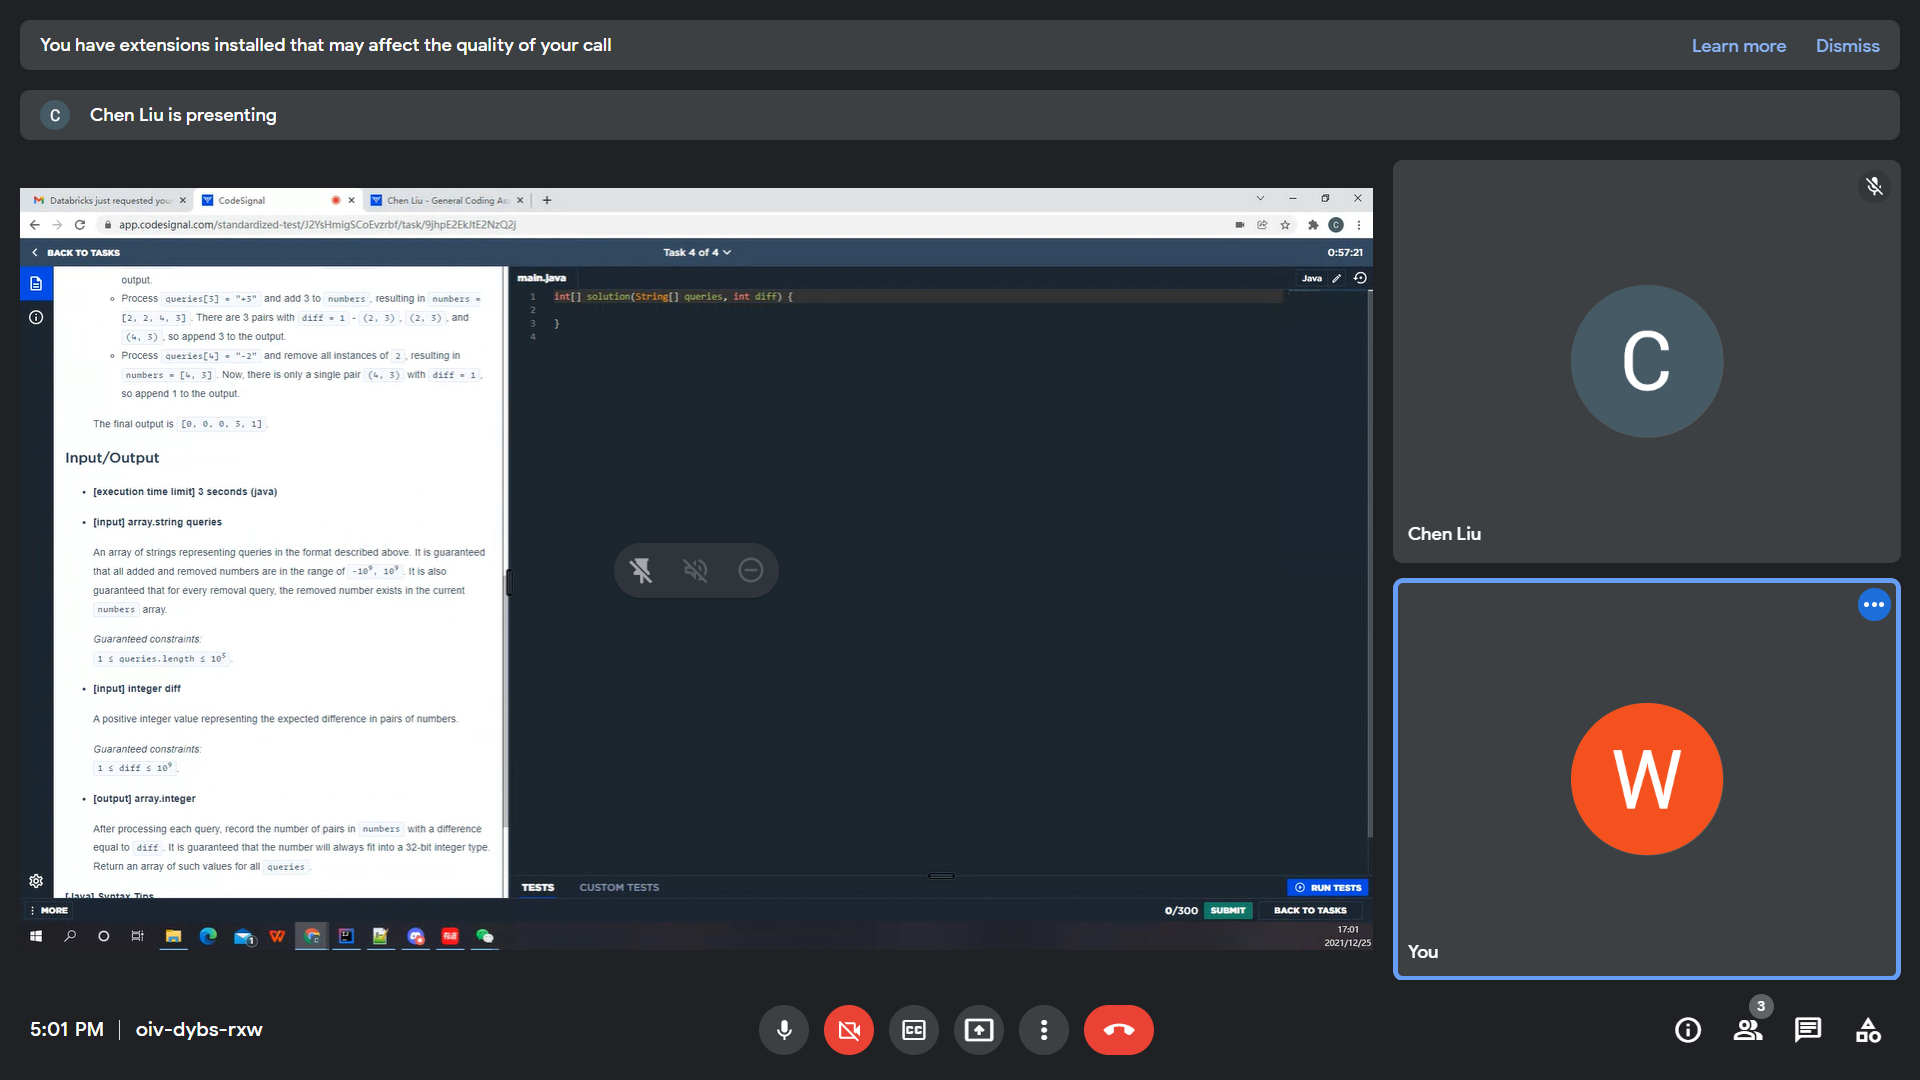 You have extensions installed that may affect the quality of your call
Learn more
Dismiss
C
Chen Liu is presenting
Databricks just requested you
CodeSignal
Chen Liu - General Coding Ass
app.codesignal.com/standardized-test/J2YsHmigSCoEvzrbf/task/9jhpE2EkJtE2NzQ2j
BACK TO TASKS
Task 4 of 4
0:57:21
output.
Process queries[3] = "+3" and add 3 to numbers, resulting in numbers =
[2, 2, 4, 3]. There are 3 pairs with diff = 1 - (2, 3), (2, 3), and
(4, 3), so append 3 to the output.
Process queries[4] = "-2" and remove all instances of 2, resulting in
numbers = [4, 3]. Now, there is only a single pair (4, 3) with diff = 1,
so append 1 to the output.
The final output is [0, 0, 0, 3, 1].
Input/Output
[execution time limit] 3 seconds (java)
[input] array.string queries
An array of strings representing queries in the format described above. It is guaranteed
that all added and removed numbers are in the range of -10⁹, 10⁹. It is also
guaranteed that for every removal query, the removed number exists in the current
numbers array.
Guaranteed constraints:
1 ≤ queries.length ≤ 10⁵.
[input] integer diff
A positive integer value representing the expected difference in pairs of numbers.
Guaranteed constraints:
1 ≤ diff ≤ 10⁹.
[output] array.integer
After processing each query, record the number of pairs in numbers with a difference
equal to diff. It is guaranteed that the number will always fit into a 32-bit integer type.
Return an array of such values for all queries.
[Java] Syntax Tips
main.java
Java
1 int[] solution(String[] queries, int diff) {
2
3 }
4
TESTS
CUSTOM TESTS
RUN TESTS
MORE
0/300
SUBMIT
BACK TO TASKS
17:01
2021/12/25
C
Chen Liu
W
You
5:01 PM
oiv-dybs-rxw
CC
3